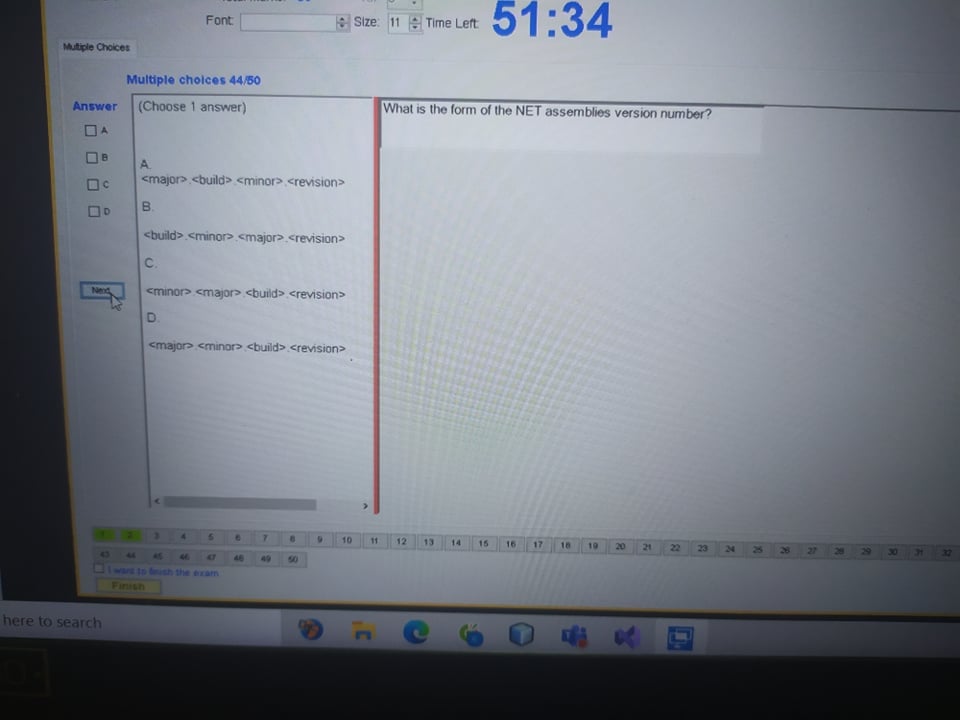 Font: Size: 11 Time Left: 51:34
Multiple Choices
Multiple choices 44/50
Answer
(Choose 1 answer)
What is the form of the NET assemblies version number?
A
B
C
D
A.
<major>.<build>.<minor>.<revision>
B.
<build>.<minor>.<major>.<revision>
C.
<minor>.<major>.<build>.<revision>
D.
<major>.<minor>.<build>.<revision>
Next
1 2 3 4 5 6 7 8 9 10 11 12 13 14 15 16 17 18 19 20 21 22 23 24 25 26 27 28 29 30 31 32
43 44 45 46 47 48 49 50
I want to finish the exam
Finish
here to search